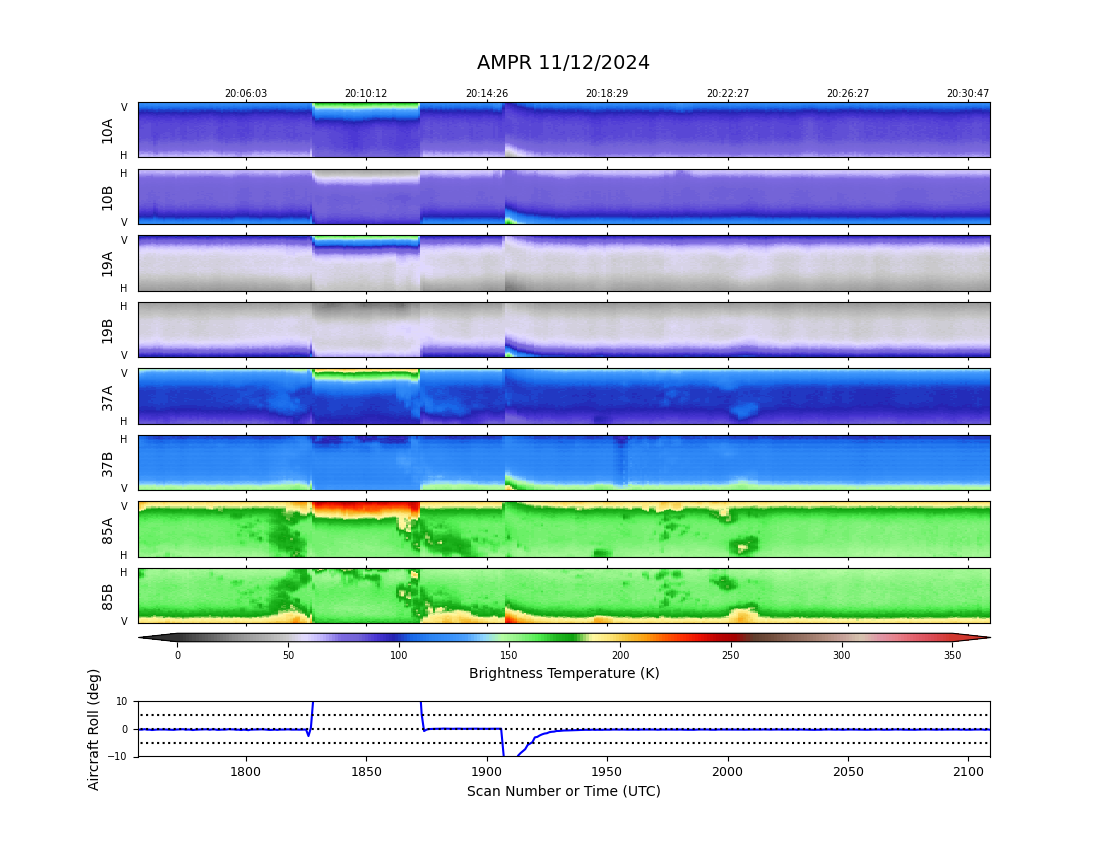 AMPR 11/12/2024
20:06:03 20:10:12 20:14:26 20:18:29 20:22:27 20:26:27 20:30:47
V
10A
H
H
10B
V
V
19A
H
H
19B
V
V
37A
H
H
37B
V
V
85A
H
H
85B
V
0 50 100 150 200 250 300 350
Brightness Temperature (K)
Aircraft Roll (deg)
10
0
−10
1800 1850 1900 1950 2000 2050 2100
Scan Number or Time (UTC)